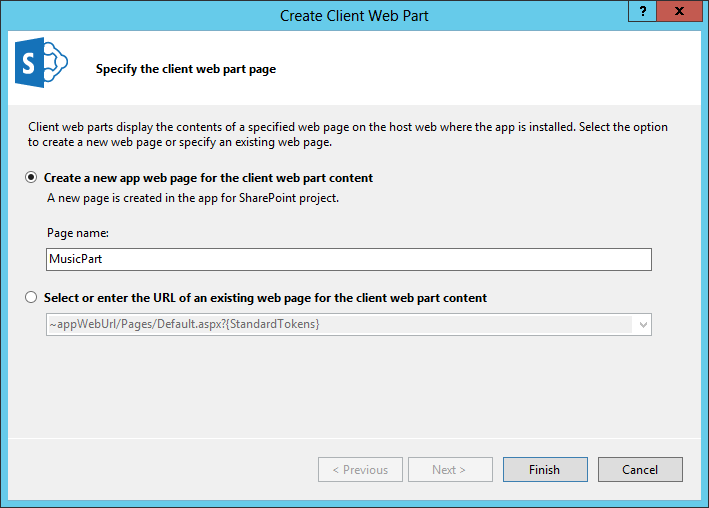 Create Client Web Part
?
x
S
Specify the client web part page
Client web parts display the contents of a specified web page on the host web where the app is installed. Select the option
to create a new web page or specify an existing web page.
Create a new app web page for the client web part content
A new page is created in the app for SharePoint project.
Page name:
MusicPart
Select or enter the URL of an existing web page for the client web part content
~appWebUrl/Pages/Default.aspx?{StandardTokens}
< Previous
Next >
Finish
Cancel